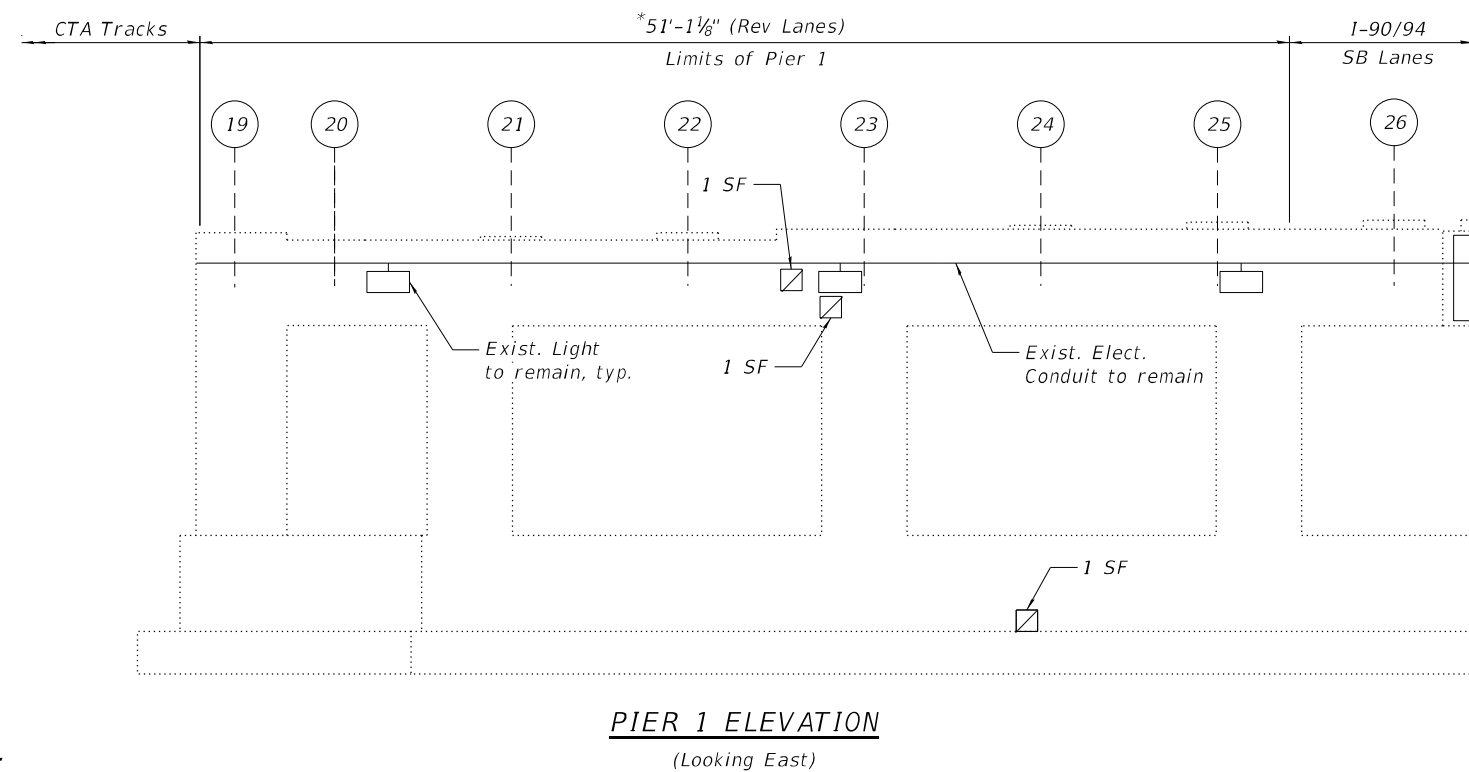 CTA Tracks
*51'-1⅛" (Rev Lanes)
Limits of Pier 1
I-90/94
SB Lanes
19
20
21
22
23
24
25
26
1 SF
Exist. Light
to remain, typ.
1 SF
Exist. Elect.
Conduit to remain
1 SF
PIER 1 ELEVATION
(Looking East)